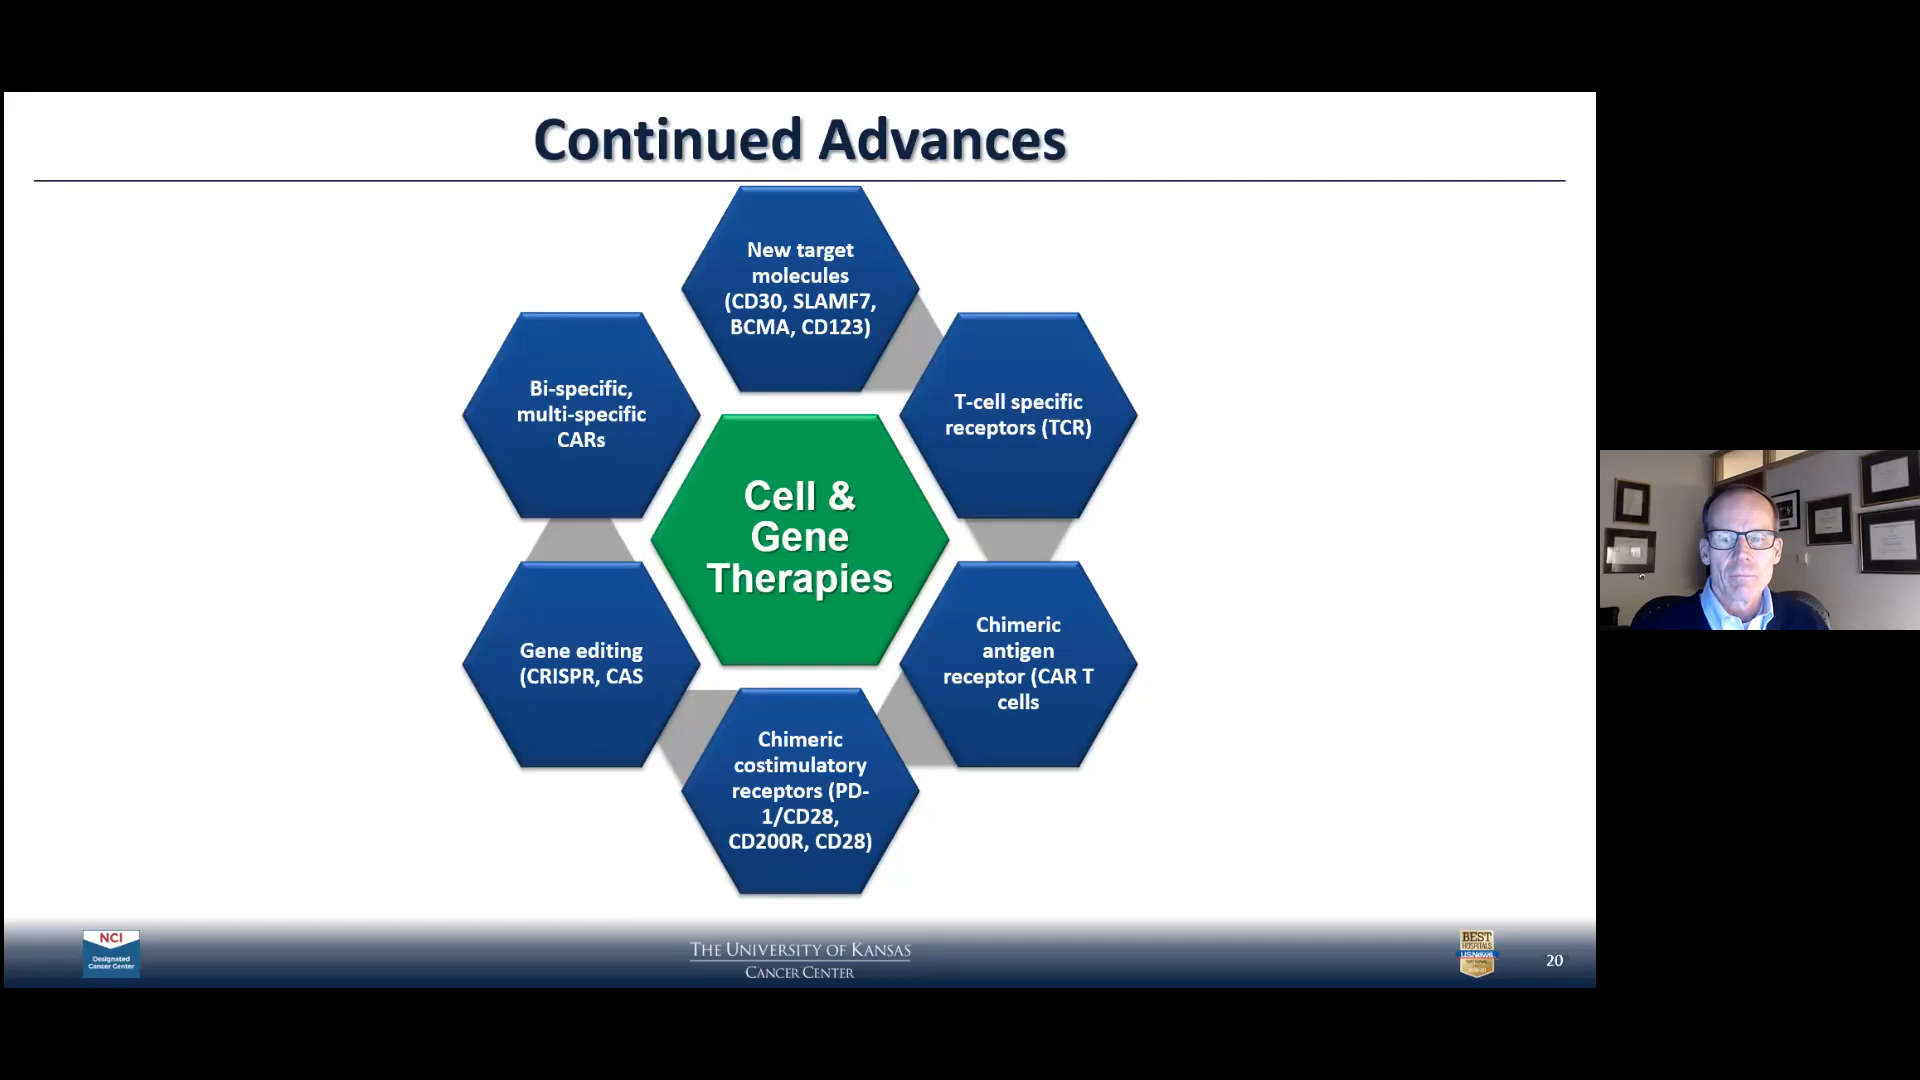 Continued Advances
New target
molecules
(CD30, SLAMF7,
BCMA, CD123)
T-cell specific
receptors (TCR)
Chimeric
antigen
receptor (CAR T
cells
Chimeric
costimulatory
receptors (PD-
1/CD28,
CD200R, CD28)
Gene editing
(CRISPR, CAS
Bi-specific,
multi-specific
CARs
Cell &
Gene
Therapies
NCI
Designated
Cancer Center
THE UNIVERSITY OF KANSAS
CANCER CENTER
BEST
HOSPITALS
U.S.News
20